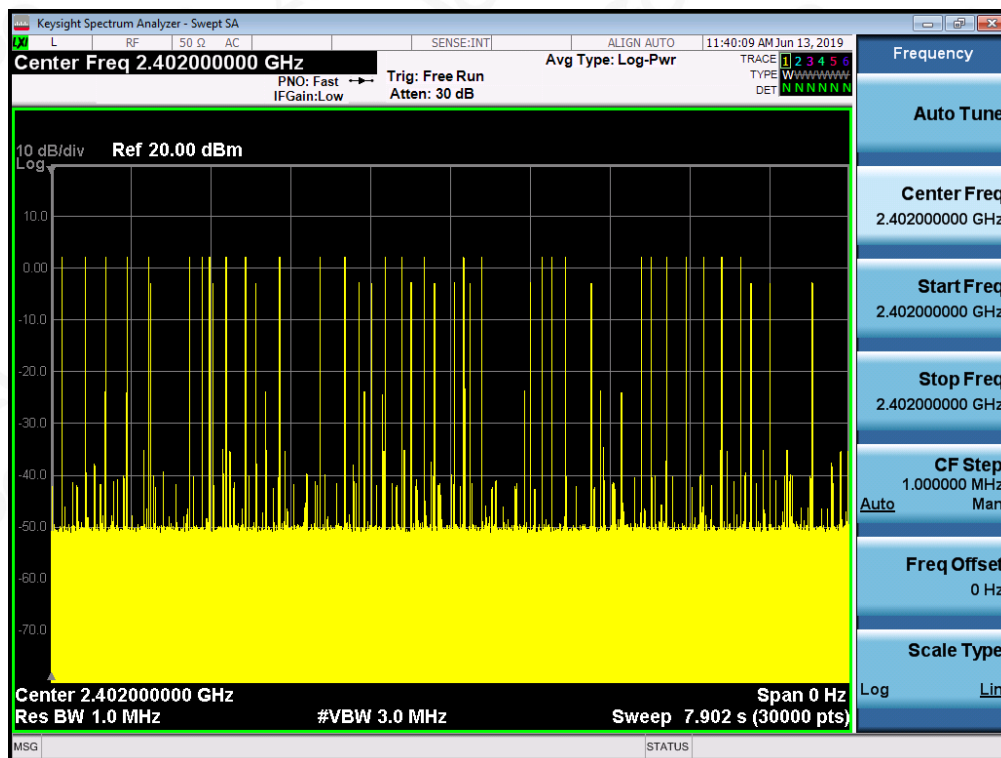 Keysight Spectrum Analyzer - Swept SA
LXI L RF 50 Ω AC SENSE:INT ALIGN AUTO 11:40:09 AM Jun 13, 2019
Center Freq 2.402000000 GHz
PNO: Fast
IFGain:Low
Trig: Free Run
Atten: 30 dB
Avg Type: Log-Pwr
TRACE 1 2 3 4 5 6
TYPE WWWWWW
DET N N N N N N
10 dB/div Ref 20.00 dBm
Log
10.0
0.00
-10.0
-20.0
-30.0
-40.0
-50.0
-60.0
-70.0
Center 2.402000000 GHz Span 0 Hz
Res BW 1.0 MHz #VBW 3.0 MHz Sweep 7.902 s (30000 pts)
MSG STATUS
Frequency
Auto Tune
Center Freq
2.402000000 GHz
Start Freq
2.402000000 GHz
Stop Freq
2.402000000 GHz
CF Step
1.000000 MHz
Auto Man
Freq Offset
0 Hz
Scale Type
Log Lin